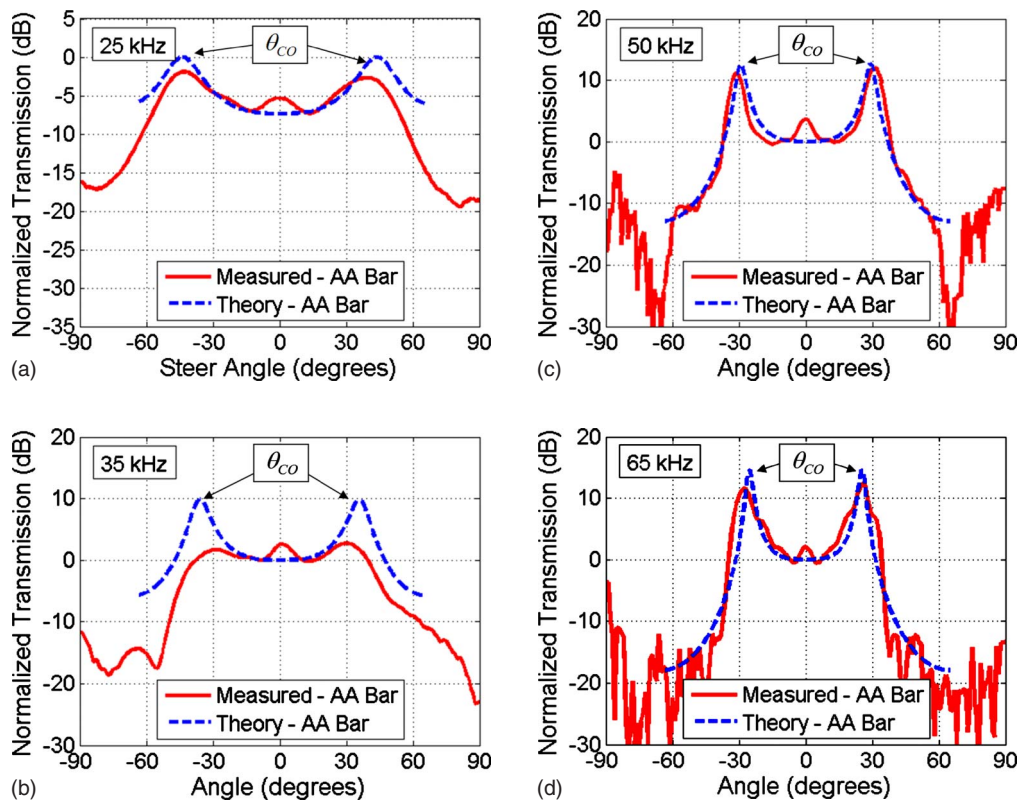 25 kHz
θCO
Normalized Transmission (dB)
5
0
-5
-10
-15
-20
-25
-30
-35
Measured - AA Bar
Theory - AA Bar
-90 -60 -30 0 30 60 90
Steer Angle (degrees)
(a)
50 kHz
θCO
Normalized Transmission (dB)
20
10
0
-10
-20
-30
Measured - AA Bar
Theory - AA Bar
-90 -60 -30 0 30 60 90
Angle (degrees)
(c)
35 kHz
θCO
Normalized Transmission (dB)
20
10
0
-10
-20
-30
Measured - AA Bar
Theory - AA Bar
-90 -60 -30 0 30 60 90
Angle (degrees)
(b)
65 kHz
θCO
Normalized Transmission (dB)
20
10
0
-10
-20
-30
Measured - AA Bar
Theory - AA Bar
-90 -60 -30 0 30 60 90
Angle (degrees)
(d)